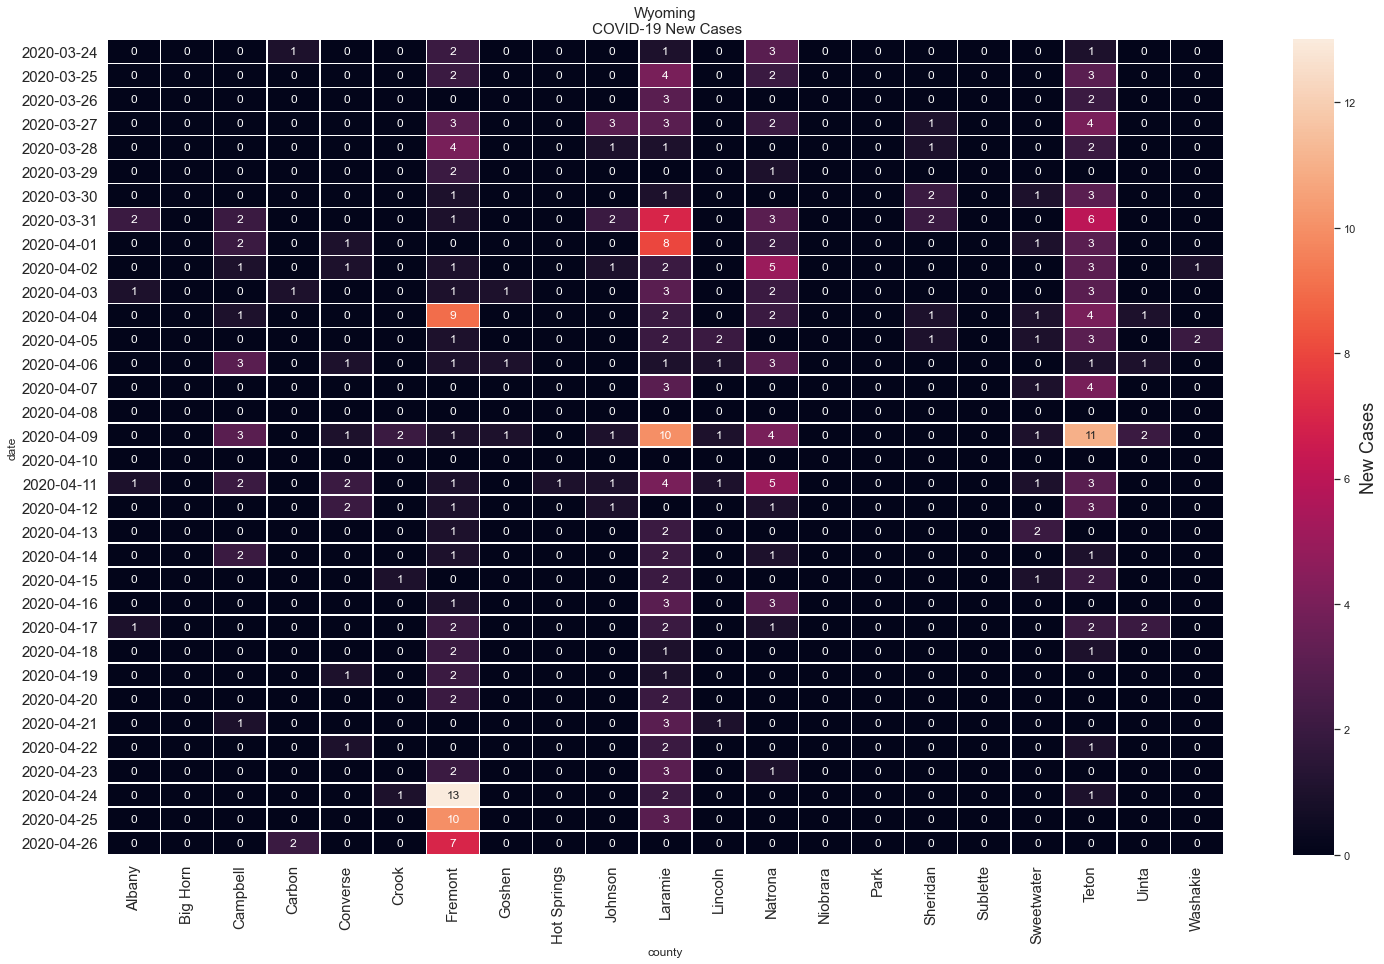 Wyoming
COVID-19 New Cases
2020-03-24 0 0 0 1 0 0 2 0 0 0 1 0 3 0 0 0 0 0 1 0 0
2020-03-25 0 0 0 0 0 0 2 0 0 0 4 0 2 0 0 0 0 0 3 0 0
2020-03-26 0 0 0 0 0 0 0 0 0 0 3 0 0 0 0 0 0 0 2 0 0
2020-03-27 0 0 0 0 0 0 3 0 0 3 3 0 2 0 0 1 0 0 4 0 0
2020-03-28 0 0 0 0 0 0 4 0 0 1 1 0 0 0 0 1 0 0 2 0 0
2020-03-29 0 0 0 0 0 0 2 0 0 0 0 0 1 0 0 0 0 0 0 0 0
2020-03-30 0 0 0 0 0 0 1 0 0 0 1 0 0 0 0 2 0 1 3 0 0
2020-03-31 2 0 2 0 0 0 1 0 0 2 7 0 3 0 0 2 0 0 6 0 0
2020-04-01 0 0 2 0 1 0 0 0 0 0 8 0 2 0 0 0 0 1 3 0 0
2020-04-02 0 0 1 0 1 0 1 0 0 1 2 0 5 0 0 0 0 0 3 0 1
2020-04-03 1 0 0 1 0 0 1 1 0 0 3 0 2 0 0 0 0 0 3 0 0
2020-04-04 0 0 1 0 0 0 9 0 0 0 2 0 2 0 0 1 0 1 4 1 0
2020-04-05 0 0 0 0 0 0 1 0 0 0 2 2 0 0 0 1 0 1 3 0 2
2020-04-06 0 0 3 0 1 0 1 1 0 0 1 1 3 0 0 0 0 0 1 1 0
2020-04-07 0 0 0 0 0 0 0 0 0 0 3 0 0 0 0 0 0 1 4 0 0
2020-04-08 0 0 0 0 0 0 0 0 0 0 0 0 0 0 0 0 0 0 0 0 0
2020-04-09 0 0 3 0 1 2 1 1 0 1 10 1 4 0 0 0 0 1 11 2 0
2020-04-10 0 0 0 0 0 0 0 0 0 0 0 0 0 0 0 0 0 0 0 0 0
2020-04-11 1 0 2 0 2 0 1 0 1 1 4 1 5 0 0 0 0 1 3 0 0
2020-04-12 0 0 0 0 2 0 1 0 0 1 0 0 1 0 0 0 0 0 3 0 0
2020-04-13 0 0 0 0 0 0 1 0 0 0 2 0 0 0 0 0 0 2 0 0 0
2020-04-14 0 0 2 0 0 0 1 0 0 0 2 0 1 0 0 0 0 0 1 0 0
2020-04-15 0 0 0 0 0 1 0 0 0 0 2 0 0 0 0 0 0 1 2 0 0
2020-04-16 0 0 0 0 0 0 1 0 0 0 3 0 3 0 0 0 0 0 0 0 0
2020-04-17 1 0 0 0 0 0 2 0 0 0 2 0 1 0 0 0 0 0 2 2 0
2020-04-18 0 0 0 0 0 0 2 0 0 0 1 0 0 0 0 0 0 0 1 0 0
2020-04-19 0 0 0 0 1 0 2 0 0 0 1 0 0 0 0 0 0 0 0 0 0
2020-04-20 0 0 0 0 0 0 2 0 0 0 2 0 0 0 0 0 0 0 0 0 0
2020-04-21 0 0 1 0 0 0 0 0 0 0 3 1 0 0 0 0 0 0 0 0 0
2020-04-22 0 0 0 0 1 0 0 0 0 0 2 0 0 0 0 0 0 0 1 0 0
2020-04-23 0 0 0 0 0 0 2 0 0 0 3 0 1 0 0 0 0 0 0 0 0
2020-04-24 0 0 0 0 0 1 13 0 0 0 2 0 0 0 0 0 0 0 1 0 0
2020-04-25 0 0 0 0 0 0 10 0 0 0 3 0 0 0 0 0 0 0 0 0 0
2020-04-26 0 0 0 2 0 0 7 0 0 0 0 0 0 0 0 0 0 0 0 0 0
date
Albany Big Horn Campbell Carbon Converse Crook Fremont Goshen Hot Springs Johnson Laramie Lincoln Natrona Niobrara Park Sheridan Sublette Sweetwater Teton Uinta Washakie
county
12
10
8
6
4
2
0
New Cases